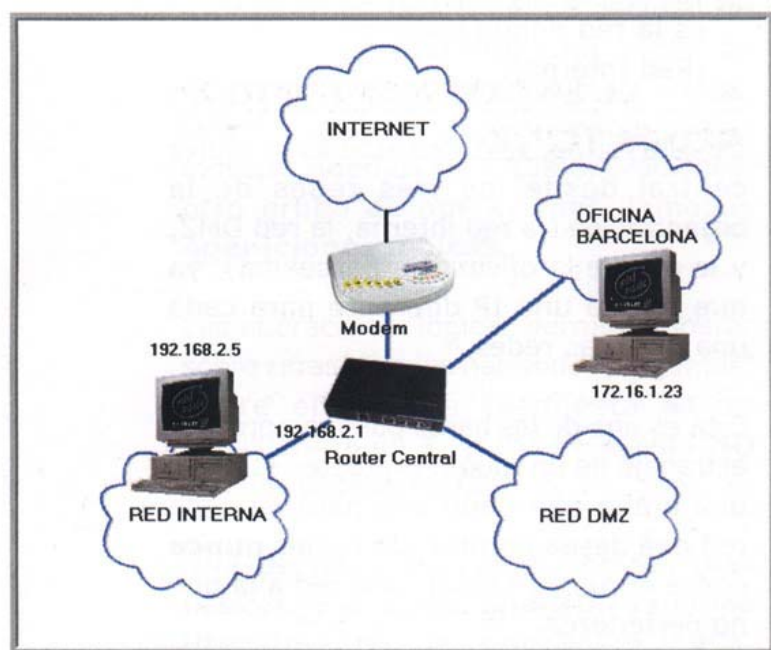 INTERNET
OFICINA
BARCELONA
Modem
192.168.2.5
172.16.1.23
192.168.2.1
Router Central
RED INTERNA
RED DMZ